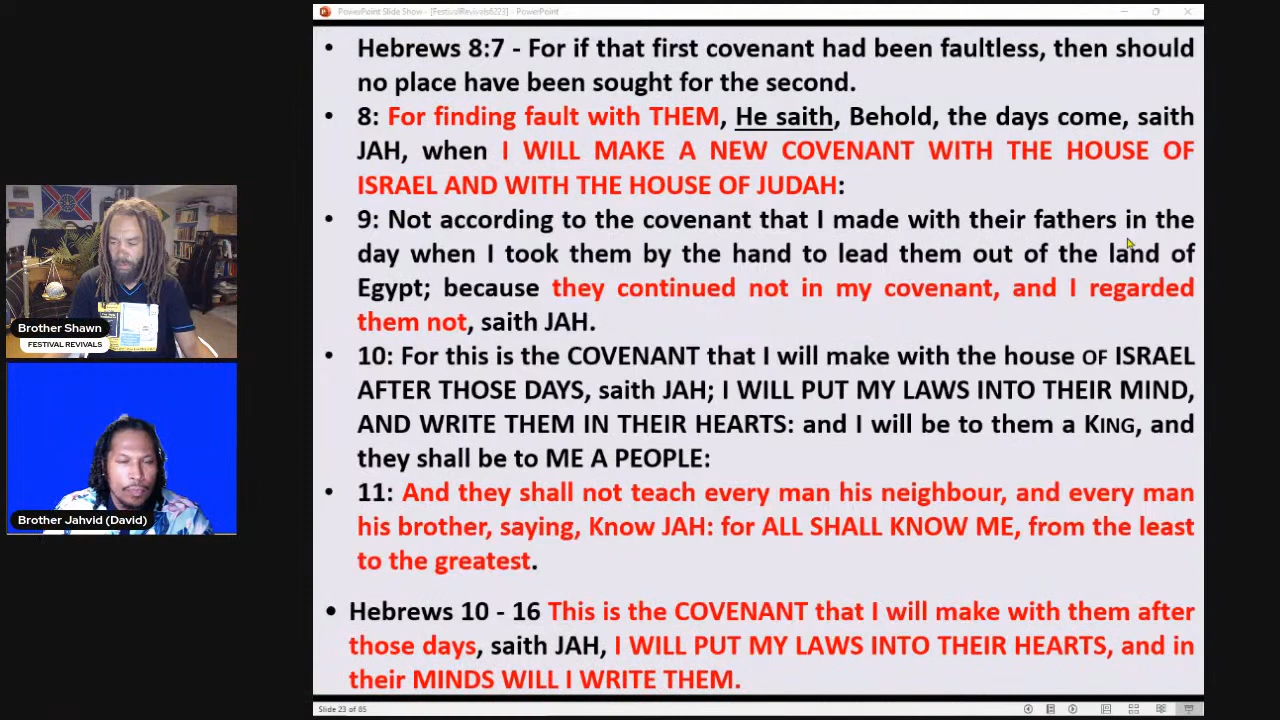 PowerPoint Slide Show - [FestivalRevivals6223] - PowerPoint
• Hebrews 8:7 - For if that first covenant had been faultless, then should
no place have been sought for the second.
• 8: For finding fault with THEM, He saith, Behold, the days come, saith
JAH, when I WILL MAKE A NEW COVENANT WITH THE HOUSE OF
ISRAEL AND WITH THE HOUSE OF JUDAH:
• 9: Not according to the covenant that I made with their fathers in the
day when I took them by the hand to lead them out of the land of
Egypt; because they continued not in my covenant, and I regarded
them not, saith JAH.
• 10: For this is the COVENANT that I will make with the house OF ISRAEL
AFTER THOSE DAYS, saith JAH; I WILL PUT MY LAWS INTO THEIR MIND,
AND WRITE THEM IN THEIR HEARTS: and I will be to them a KING, and
they shall be to ME A PEOPLE:
• 11: And they shall not teach every man his neighbour, and every man
his brother, saying, Know JAH: for ALL SHALL KNOW ME, from the least
to the greatest.
• Hebrews 10 - 16 This is the COVENANT that I will make with them after
those days, saith JAH, I WILL PUT MY LAWS INTO THEIR HEARTS, and in
their MINDS WILL I WRITE THEM.
Slide 23 of 85
Brother Shawn
FESTIVAL REVIVALS
Brother Jahvid (David)